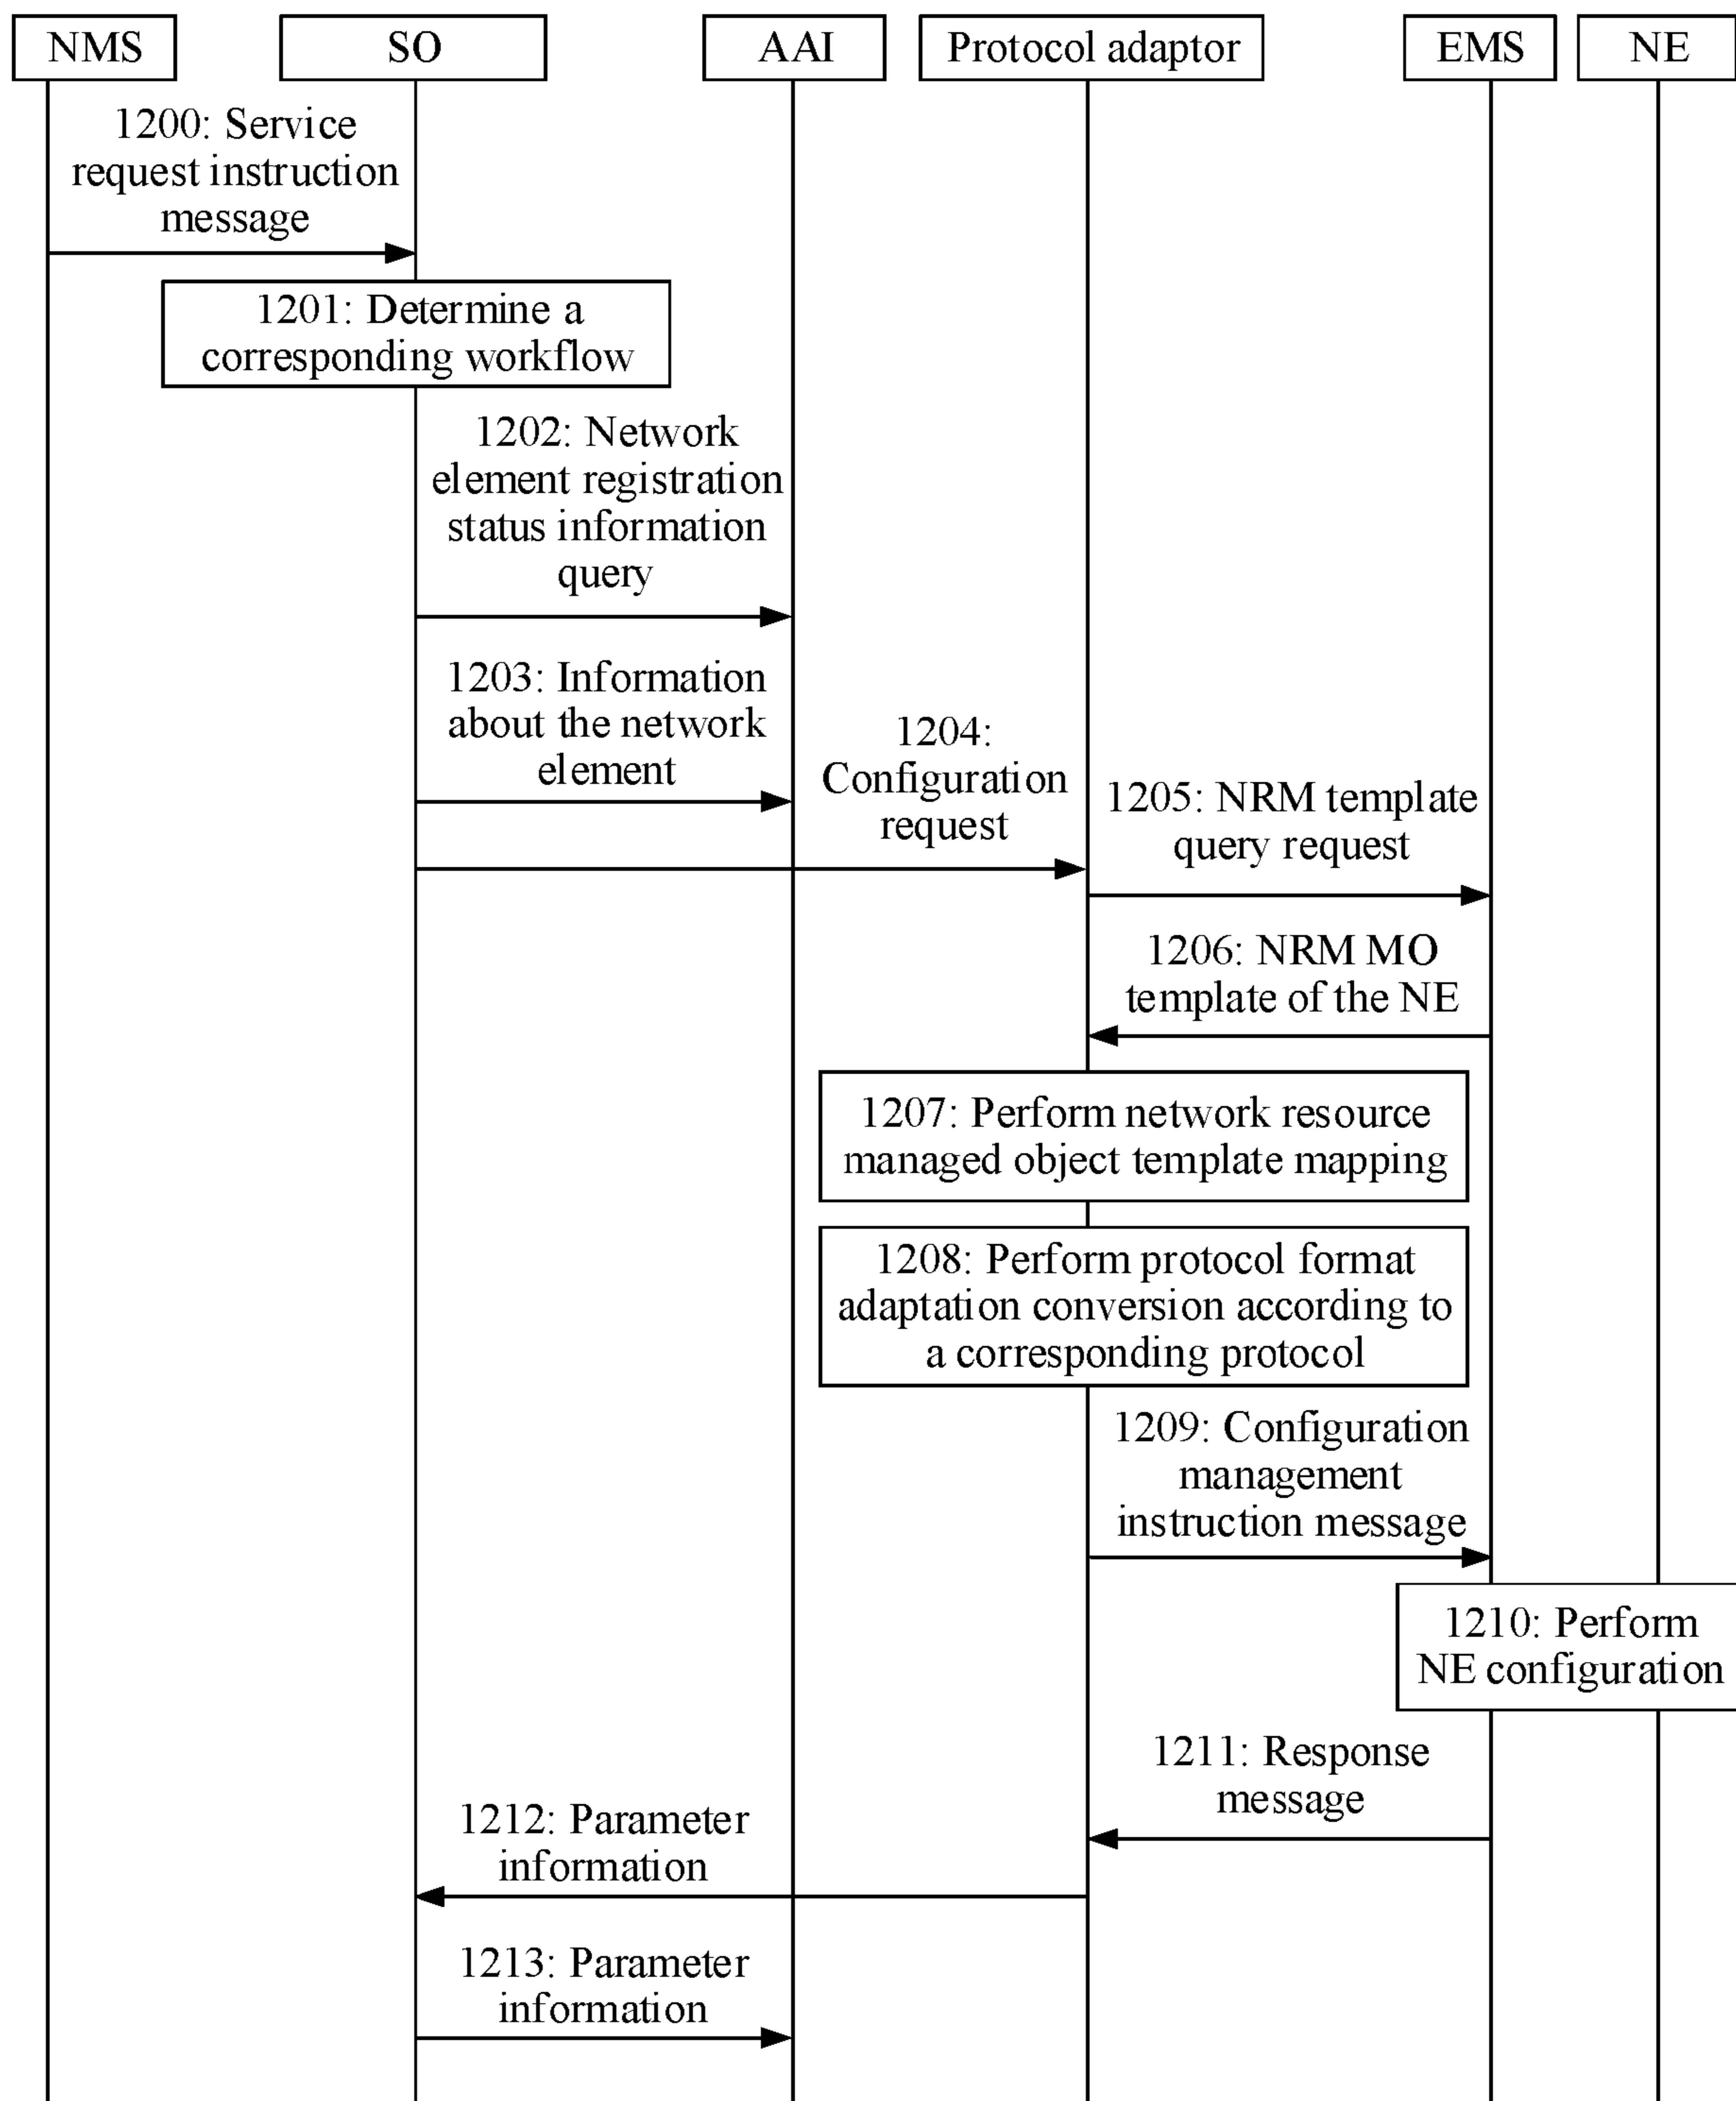 NMS
SO
AAI
Protocol adaptor
EMS
NE
1200: Service
request instruction
message
1201: Determine a
corresponding workflow
1202: Network
element registration
status information
query
1203: Information
about the network
element
1204:
Configuration
request
1205: NRM template
query request
1206: NRM MO
template of the NE
1207: Perform network resource
managed object template mapping
1208: Perform protocol format
adaptation conversion according to
a corresponding protocol
1209: Configuration
management
instruction message
1210: Perform
NE configuration
1211: Response
message
1212: Parameter
information
1213: Parameter
information